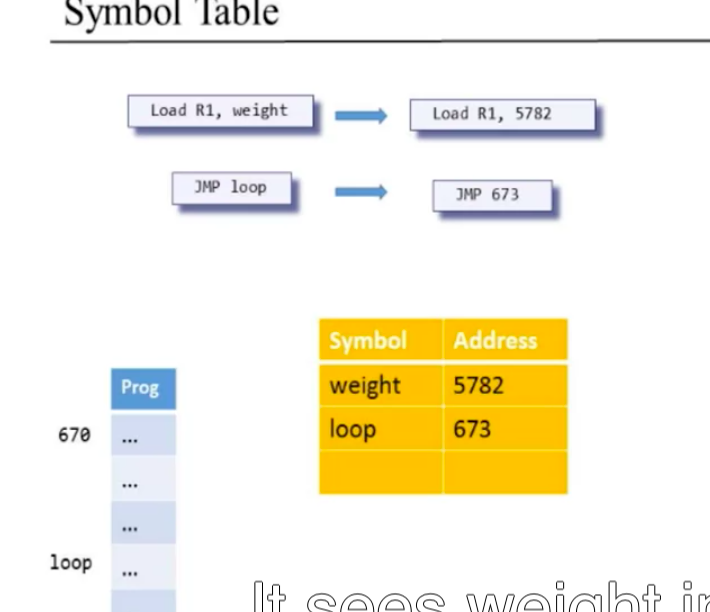 Symbol Table
Load R1, weight
Load R1, 5782
JMP loop
JMP 673
Symbol Address
weight 5782
loop 673
Prog
670 ...
...
...
loop ...
It sees weight in